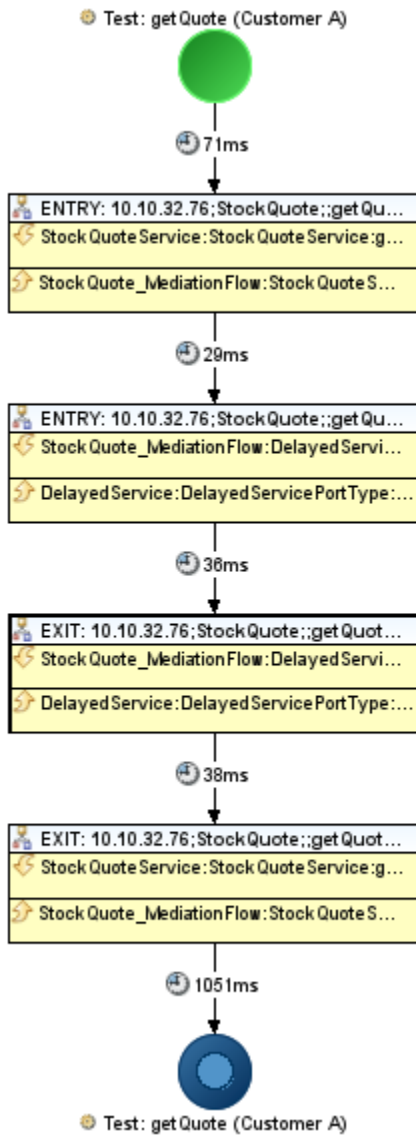 Test: getQuote (Customer A)
71ms
ENTRY: 10.10.32.76;StockQuote;;getQu...
StockQuoteService:StockQuoteService:g...
StockQuote_MediationFlow:StockQuoteS...
29ms
ENTRY: 10.10.32.76;StockQuote;;getQu...
StockQuote_MediationFlow:DelayedServi...
DelayedService:DelayedServicePortType:...
36ms
EXIT: 10.10.32.76;StockQuote;;getQuot...
StockQuote_MediationFlow:DelayedServi...
DelayedService:DelayedServicePortType:...
38ms
EXIT: 10.10.32.76;StockQuote;;getQuot...
StockQuoteService:StockQuoteService:g...
StockQuote_MediationFlow:StockQuoteS...
1051ms
Test: getQuote (Customer A)